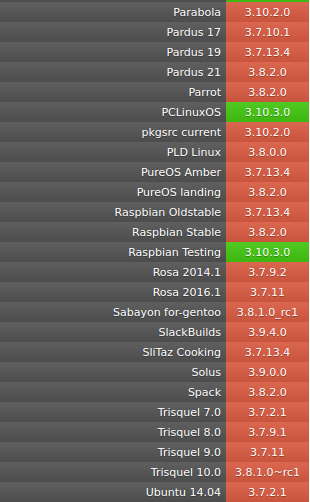 Parabola 3.10.2.0
Pardus 17 3.7.10.1
Pardus 19 3.7.13.4
Pardus 21 3.8.2.0
Parrot 3.8.2.0
PCLinuxOS 3.10.3.0
pkgsrc current 3.10.2.0
PLD Linux 3.8.0.0
PureOS Amber 3.7.13.4
PureOS landing 3.8.2.0
Raspbian Oldstable 3.7.13.4
Raspbian Stable 3.8.2.0
Raspbian Testing 3.10.3.0
Rosa 2014.1 3.7.9.2
Rosa 2016.1 3.7.11
Sabayon for-gentoo 3.8.1.0_rc1
SlackBuilds 3.9.4.0
SliTaz Cooking 3.7.13.4
Solus 3.9.0.0
Spack 3.8.2.0
Trisquel 7.0 3.7.2.1
Trisquel 8.0 3.7.9.1
Trisquel 9.0 3.7.11
Trisquel 10.0 3.8.1.0~rc1
Ubuntu 14.04 3.7.2.1